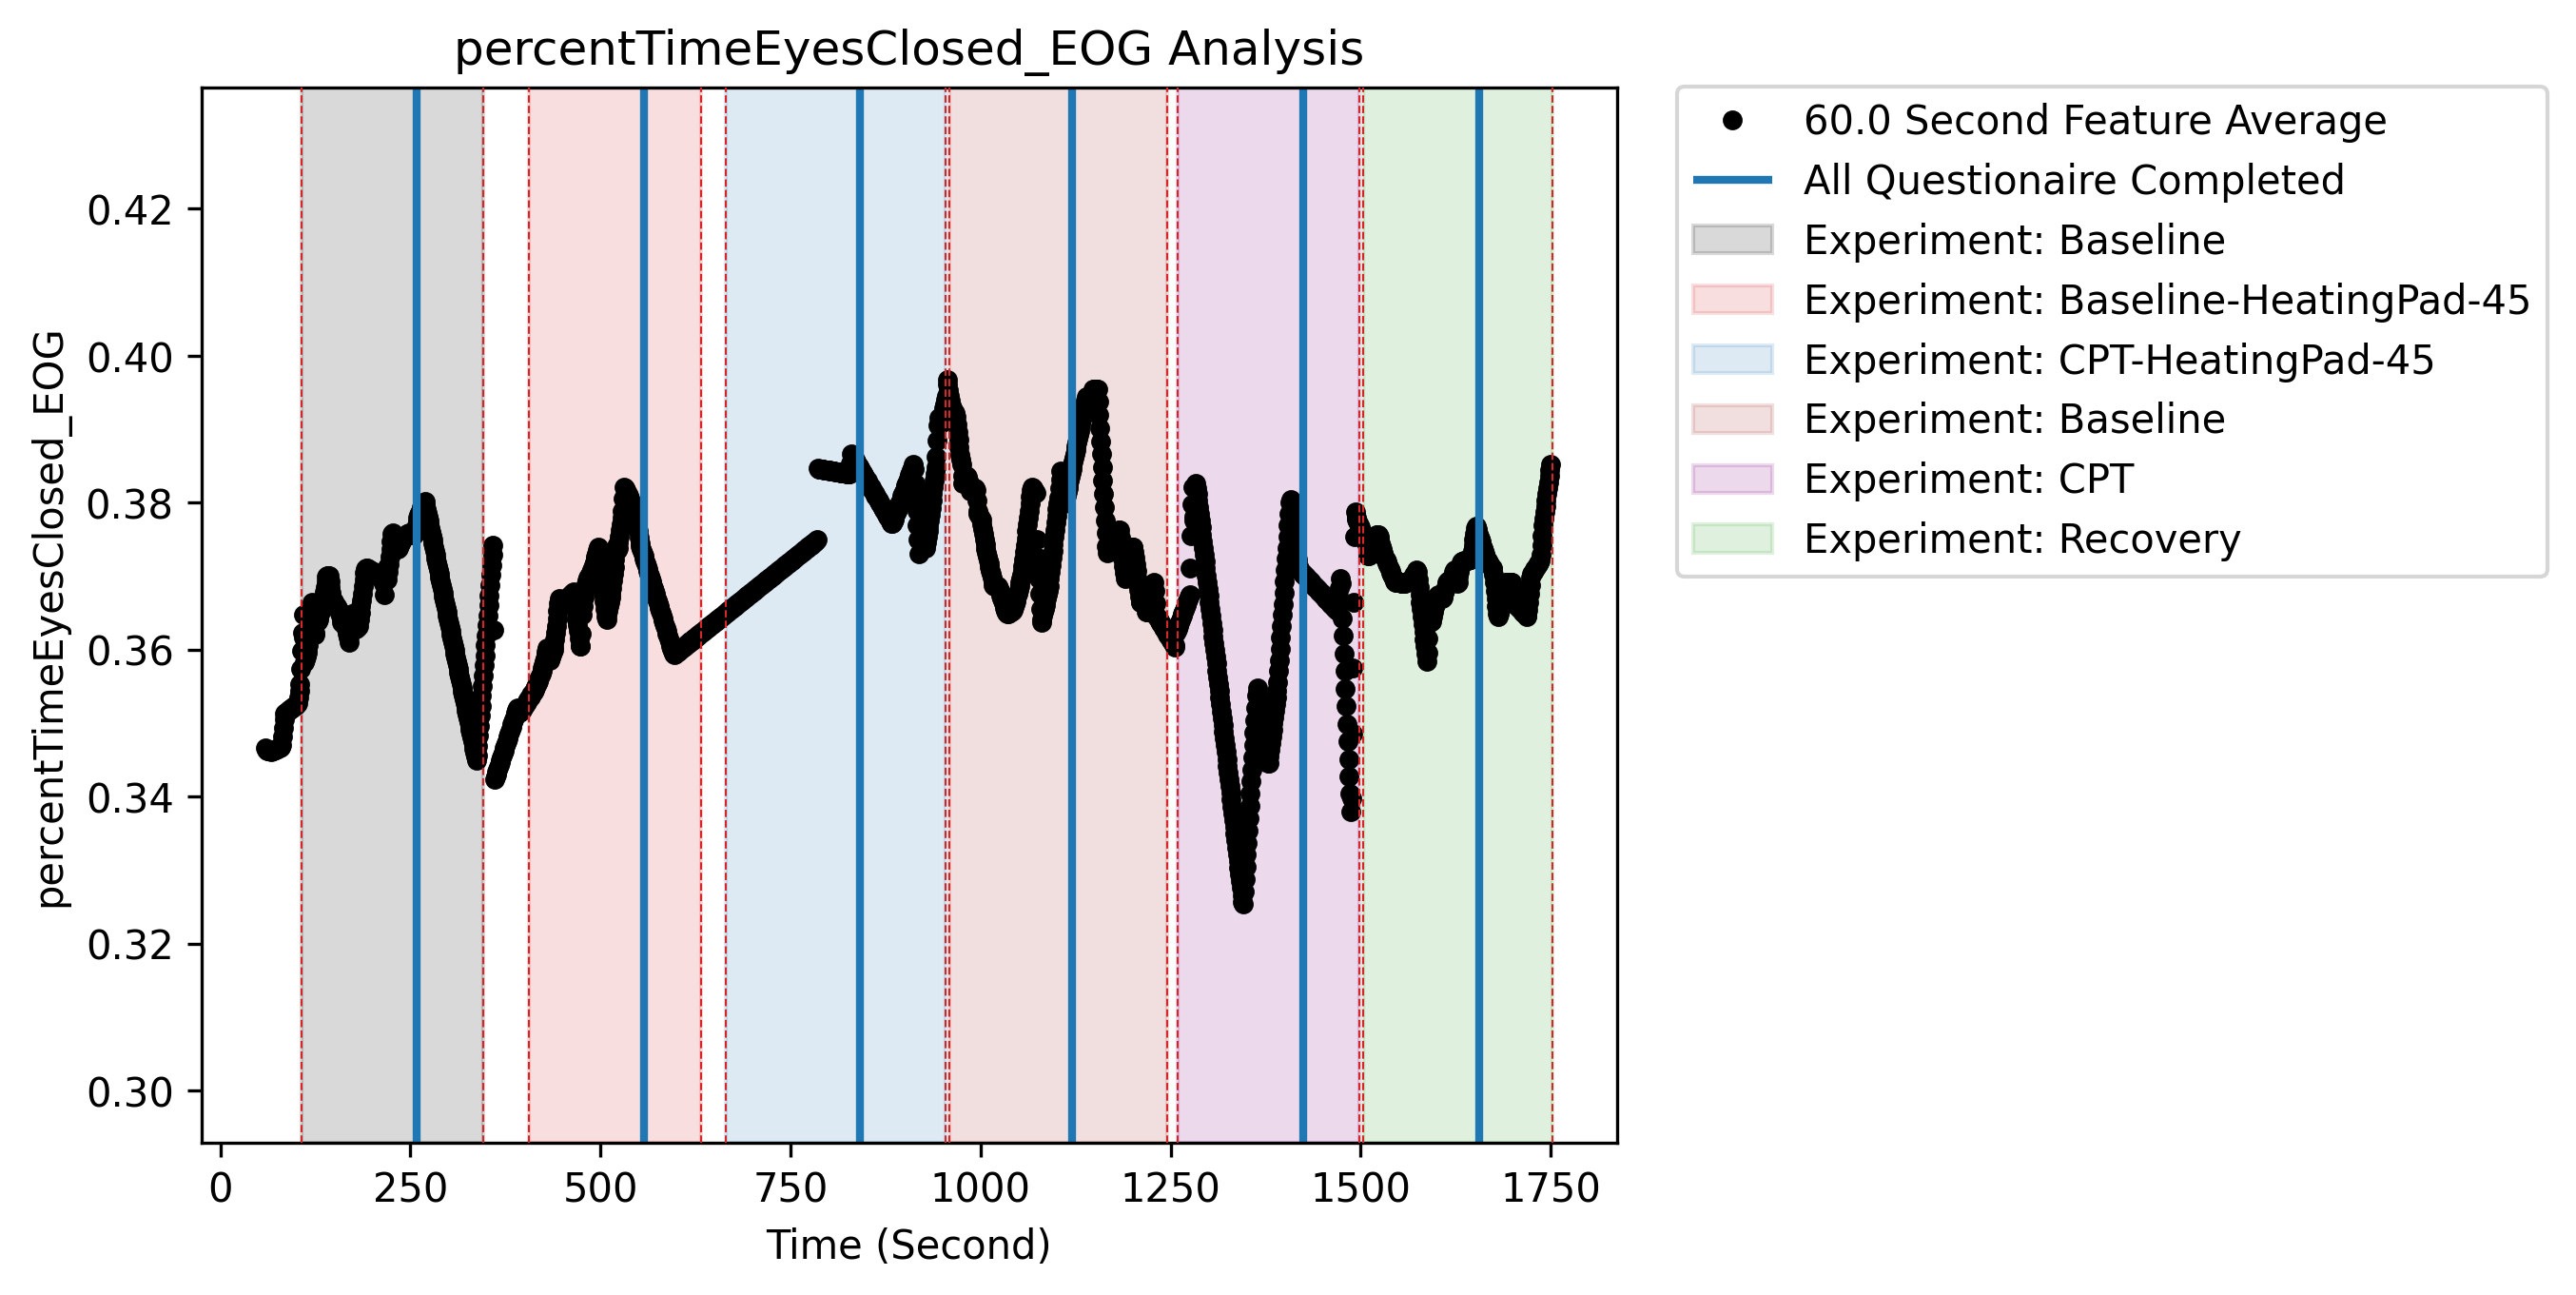 percentTimeEyesClosed_EOG Analysis
percentTimeEyesClosed_EOG
0.42
0.40
0.38
0.36
0.34
0.32
0.30
0
250
500
750
1000
1250
1500
1750
Time (Second)
60.0 Second Feature Average
All Questionaire Completed
Experiment: Baseline
Experiment: Baseline-HeatingPad-45
Experiment: CPT-HeatingPad-45
Experiment: Baseline
Experiment: CPT
Experiment: Recovery